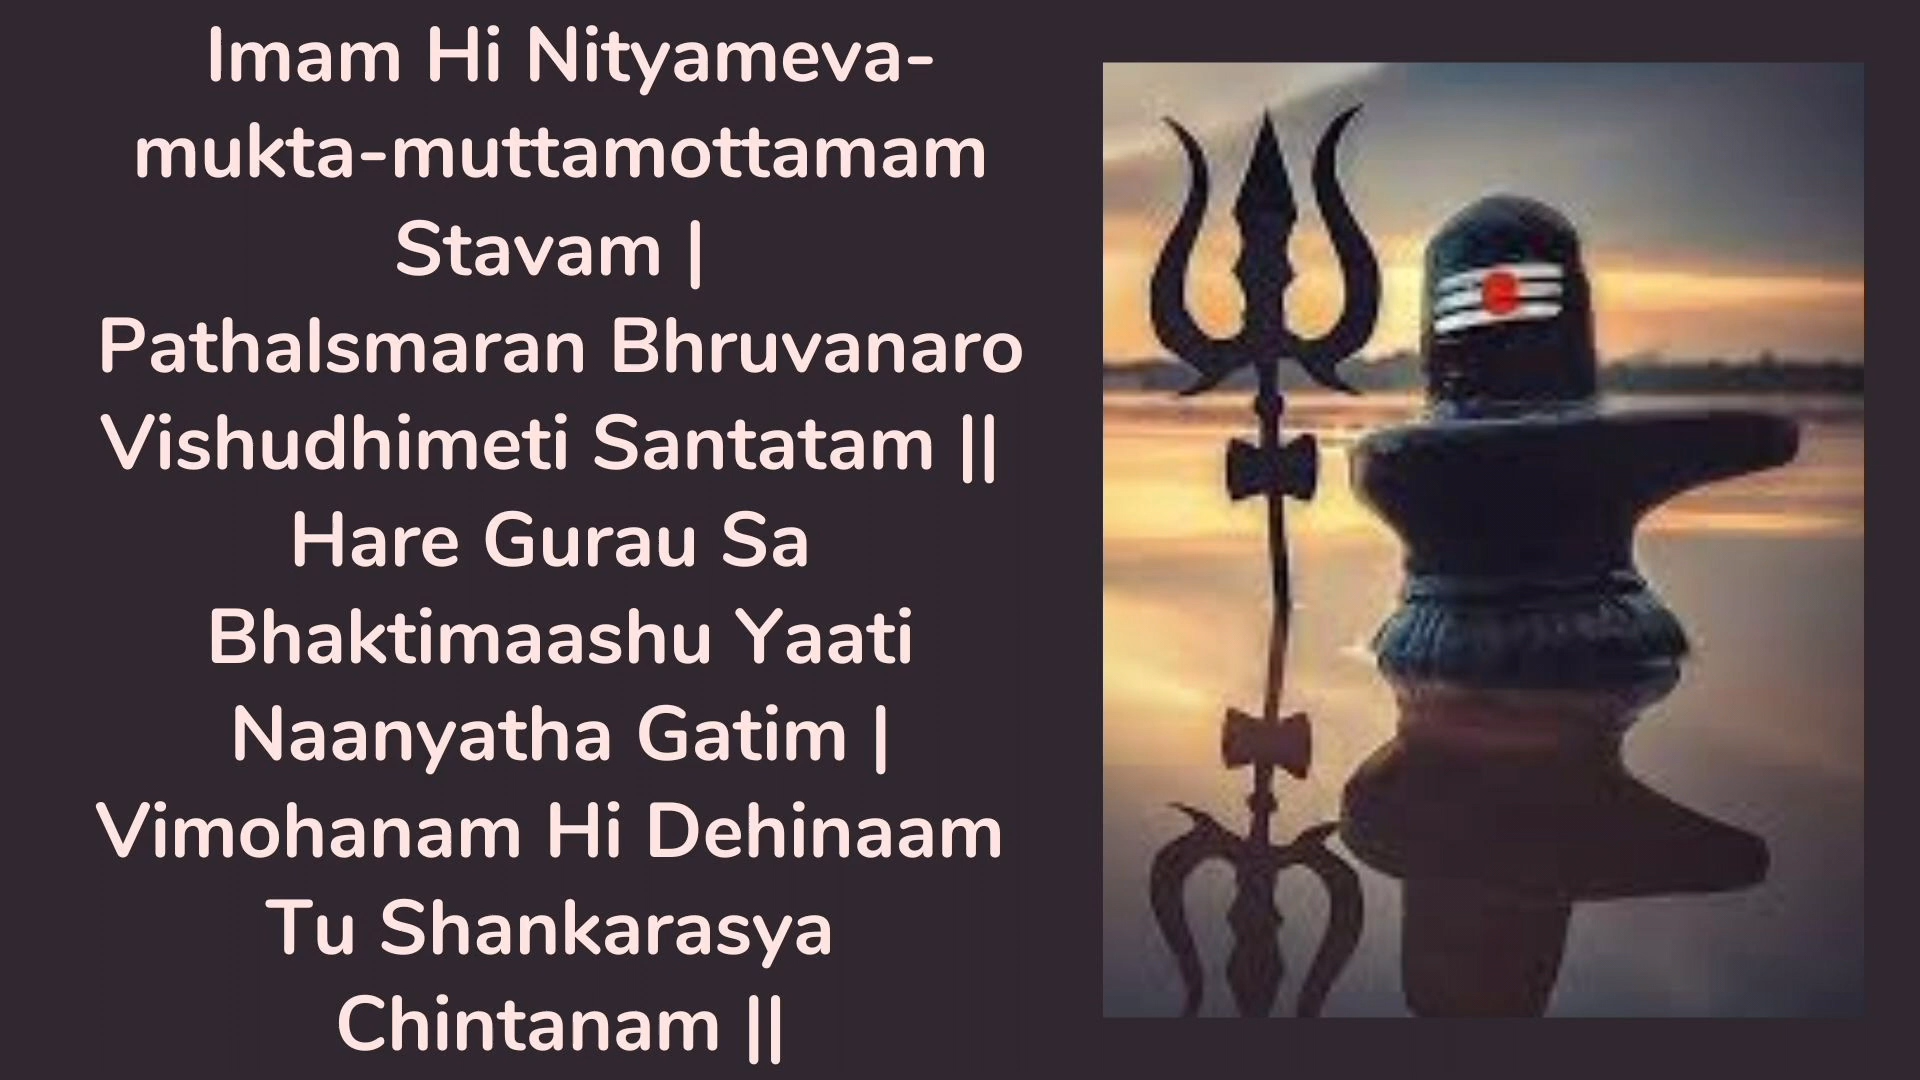 Imam Hi Nityameva-
mukta-muttamottamam
Stavam |
Pathalsmaran Bhruvanaro
Vishudhimeti Santatam ||
Hare Gurau Sa
Bhaktimaashu Yaati
Naanyatha Gatim |
Vimohanam Hi Dehinaam
Tu Shankarasya
Chintanam ||